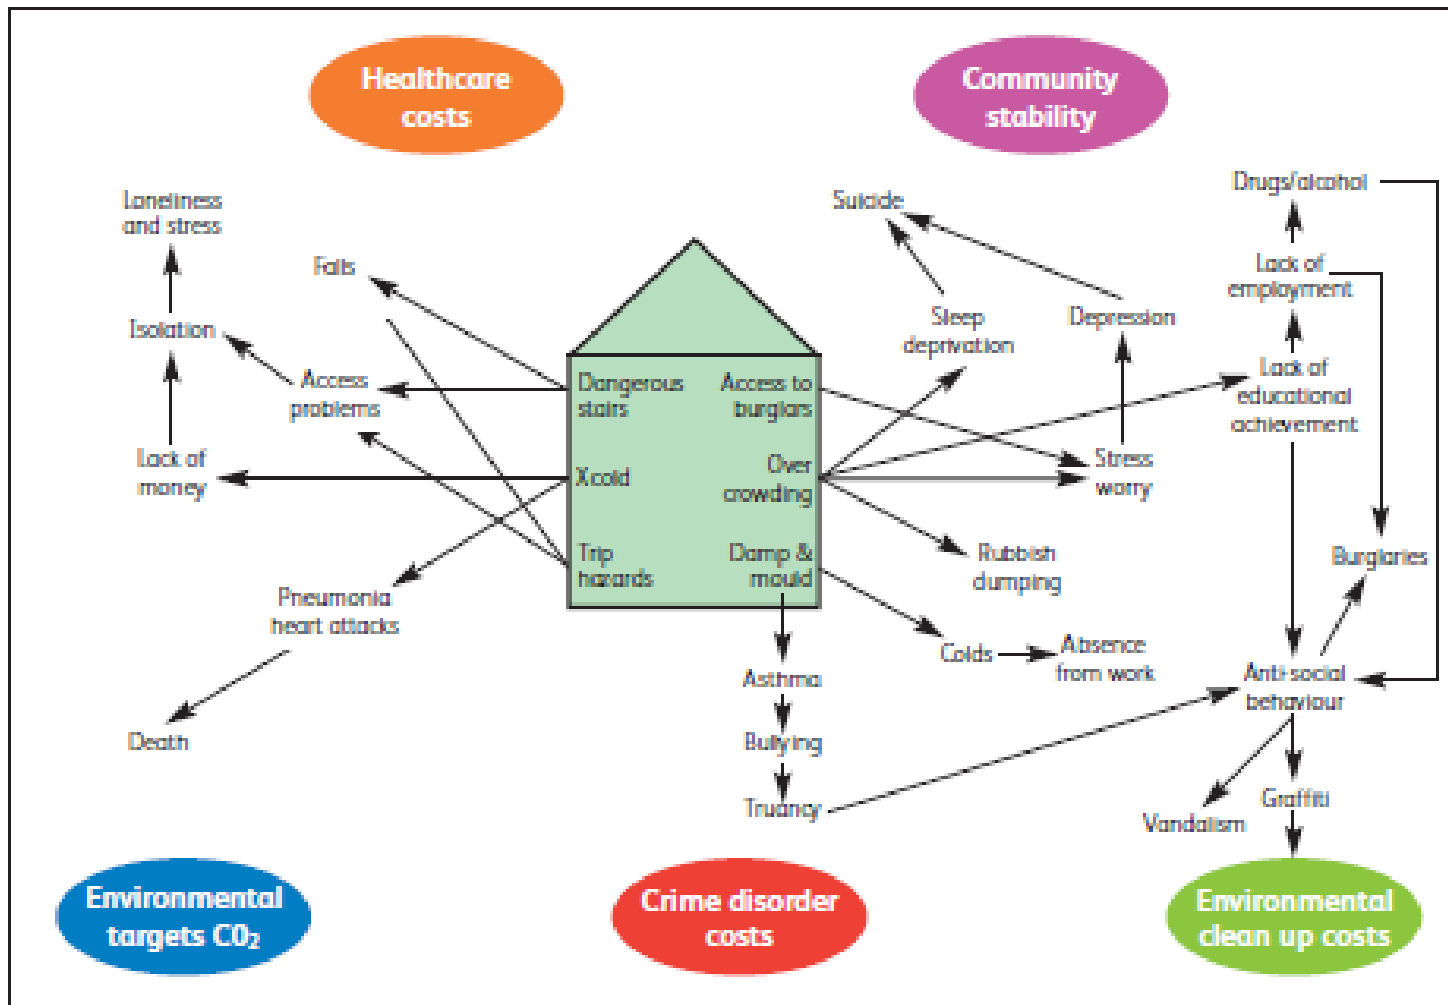 Healthcare
costs
Community
stability
Loneliness
and stress
Falls
Isolation
Access
problems
Lack of
money
Pneumonia
heart attacks
Death
Dangerous
stairs
Xcold
Trip
hazards
Access to
burglars
Over
crowding
Damp &
mould
Suicide
Sleep
deprivation
Depression
Stress
worry
Rubbish
dumping
Colds
Absence
from work
Asthma
Bullying
Truancy
Drugs/alcohol
Lack of
employment
Lack of
educational
achievement
Burglaries
Anti-social
behaviour
Graffiti
Vandalism
Environmental
targets C0₂
Crime disorder
costs
Environmental
clean up costs